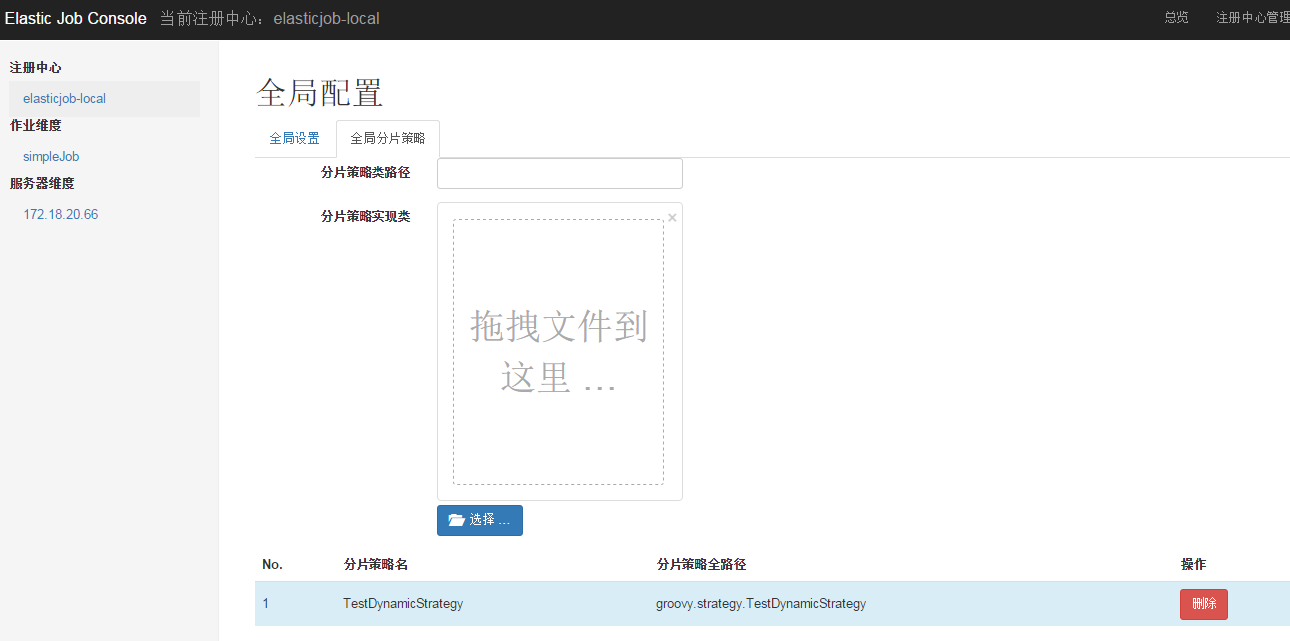 Elastic Job Console 当前注册中心：elasticjob-local 总览 注册中心管理
注册中心
elasticjob-local
作业维度
simpleJob
服务器维度
172.18.20.66
全局配置
全局设置 全局分片策略
分片策略类路径
分片策略实现类
×
拖拽文件到
这里 ...
选择 ...
No. 分片策略名 分片策略全路径 操作
1 TestDynamicStrategy groovy.strategy.TestDynamicStrategy 删除